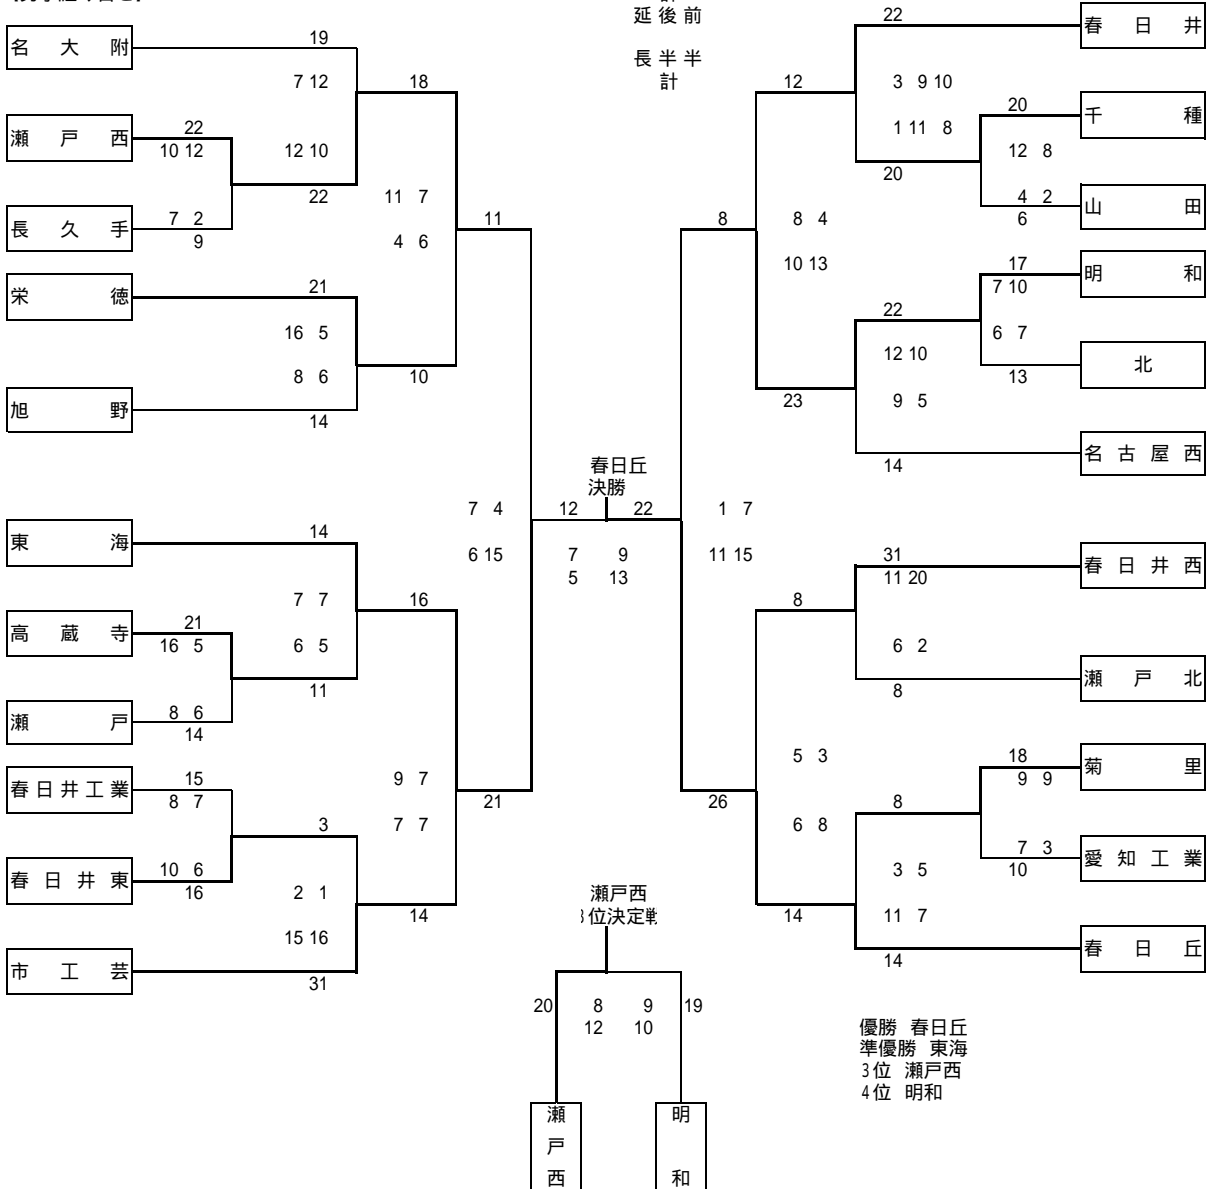 延 後 前
長 半 半
計
名 大 附
19
7 12
18
瀬 戸 西
22
10 12
12 10
22
11 7
長 久 手
7 2
9
4 6
11
栄 徳
21
16 5
8 6
10
旭 野
14
7 4
6 15
東 海
14
7 7
16
高 蔵 寺
21
16 5
6 5
11
瀬 戸
8 6
14
春日井工業
15
8 7
9 7
7 7
21
3
春 日 井 東
10 6
16
2 1
14
15 16
市 工 芸
31
春日丘
決勝
12 22
7 9
5 13
22
春 日 井
12
3 9 10
1 11 8
20
20
千 種
12 8
4 2
6
山 田
8
8 4
10 13
17
7 10
明 和
22
6 7
13
北
12 10
9 5
23
14
名 古 屋 西
1 7
11 15
31
11 20
春 日 井 西
8
6 2
8
瀬 戸 北
5 3
18
9 9
菊 里
26
6 8
8
7 3
10
愛 知 工 業
3 5
14
11 7
14
春 日 丘
瀬戸西
3位決定戦
20
8 9
12 10
19
瀬戸西
明和
優勝 春日丘
準優勝 東海
3位 瀬戸西
4位 明和